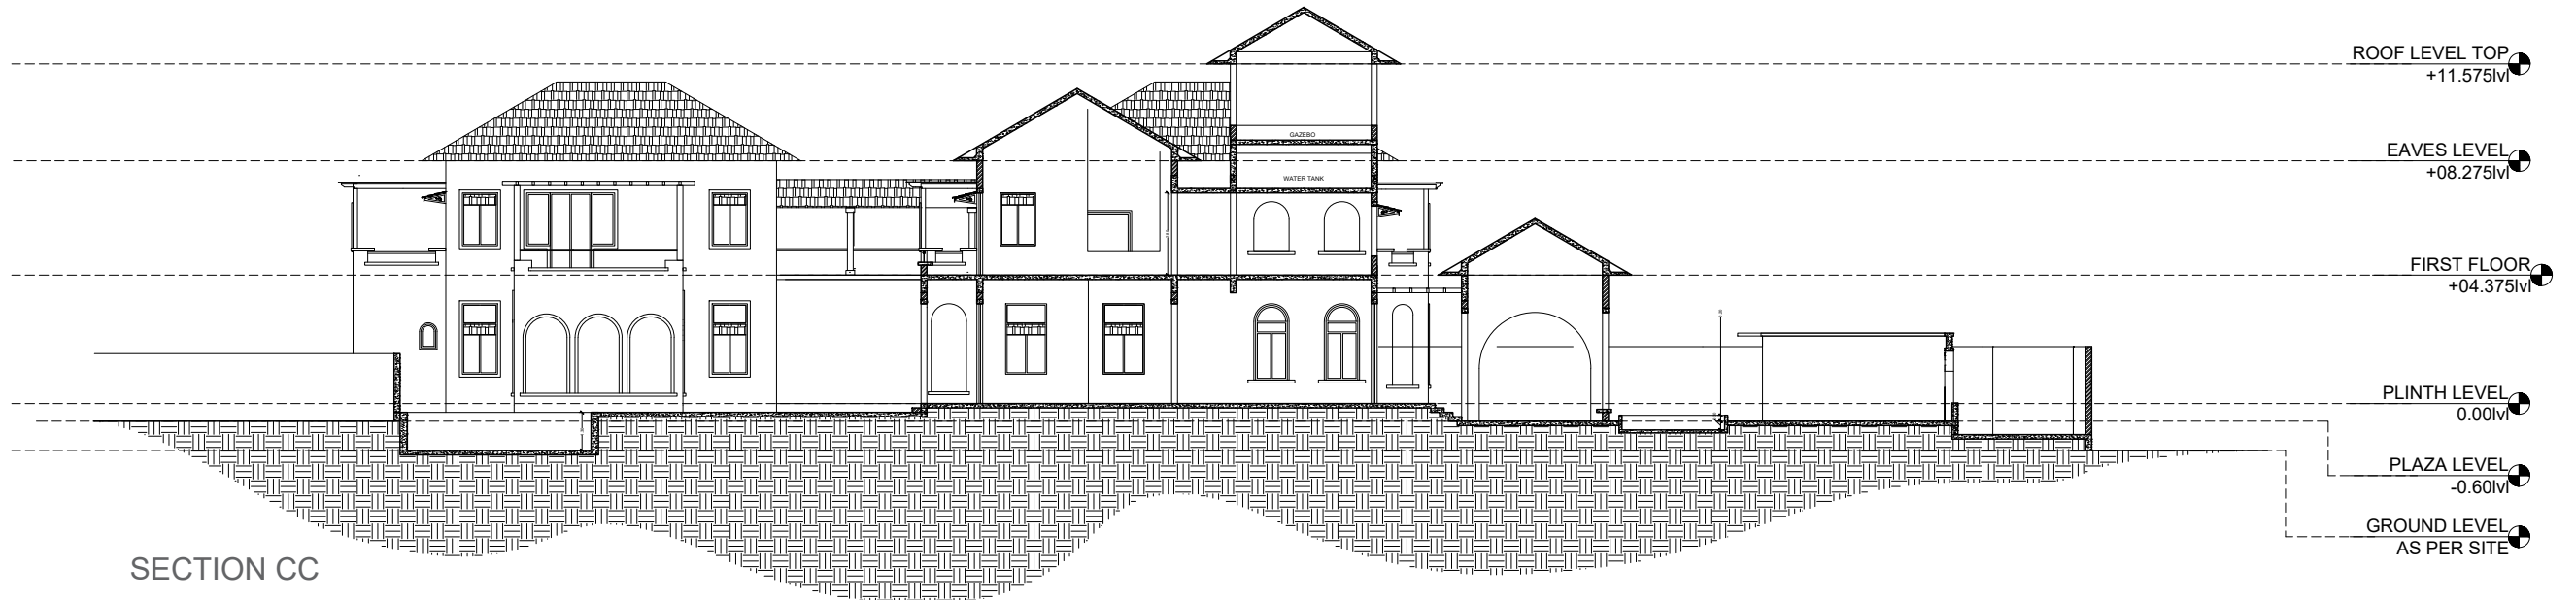 ROOF LEVEL TOP
+11.575lvl
GAZEBO
EAVES LEVEL
+08.275lvl
WATER TANK
FIRST FLOOR
+04.375lvl
PLINTH LEVEL
0.00lvl
PLAZA LEVEL
-0.60lvl
GROUND LEVEL
AS PER SITE
SECTION CC